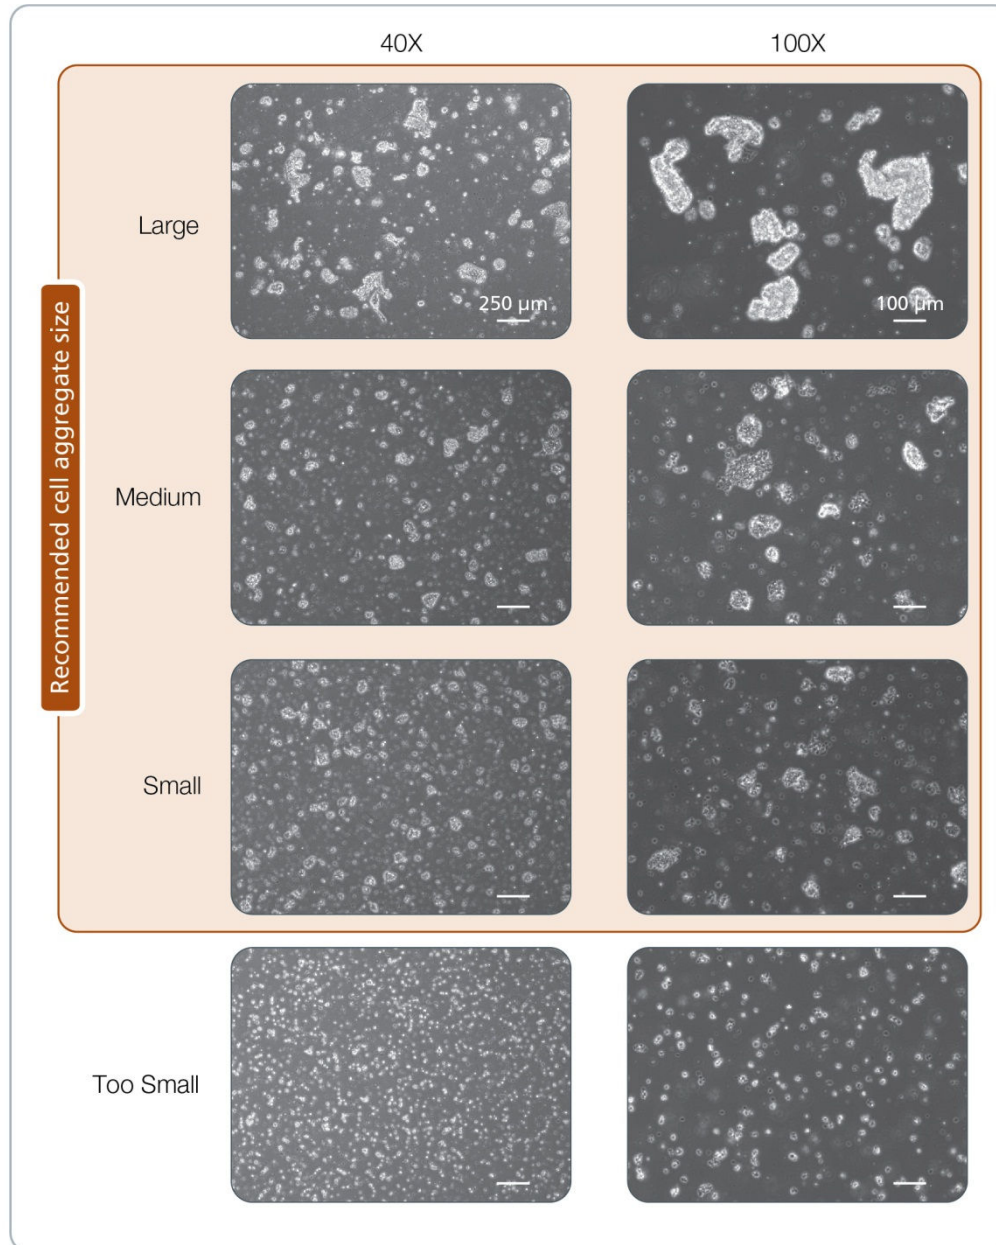 40X
100X
Recommended cell aggregate size
Large
250 µm
100 µm
Medium
Small
Too Small